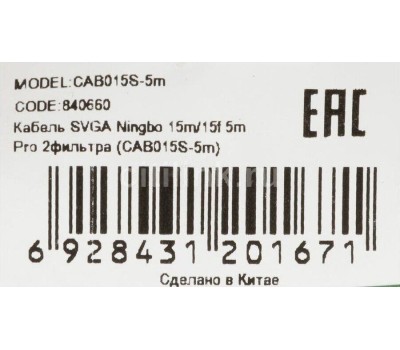 MODEL:CAB015S-5m
CODE:840660
Кабель SVGA Ningbo 15m/15f 5m
Pro 2фильтра (CAB015S-5m)
EAC
6 928431 201671
Сделано в Китае